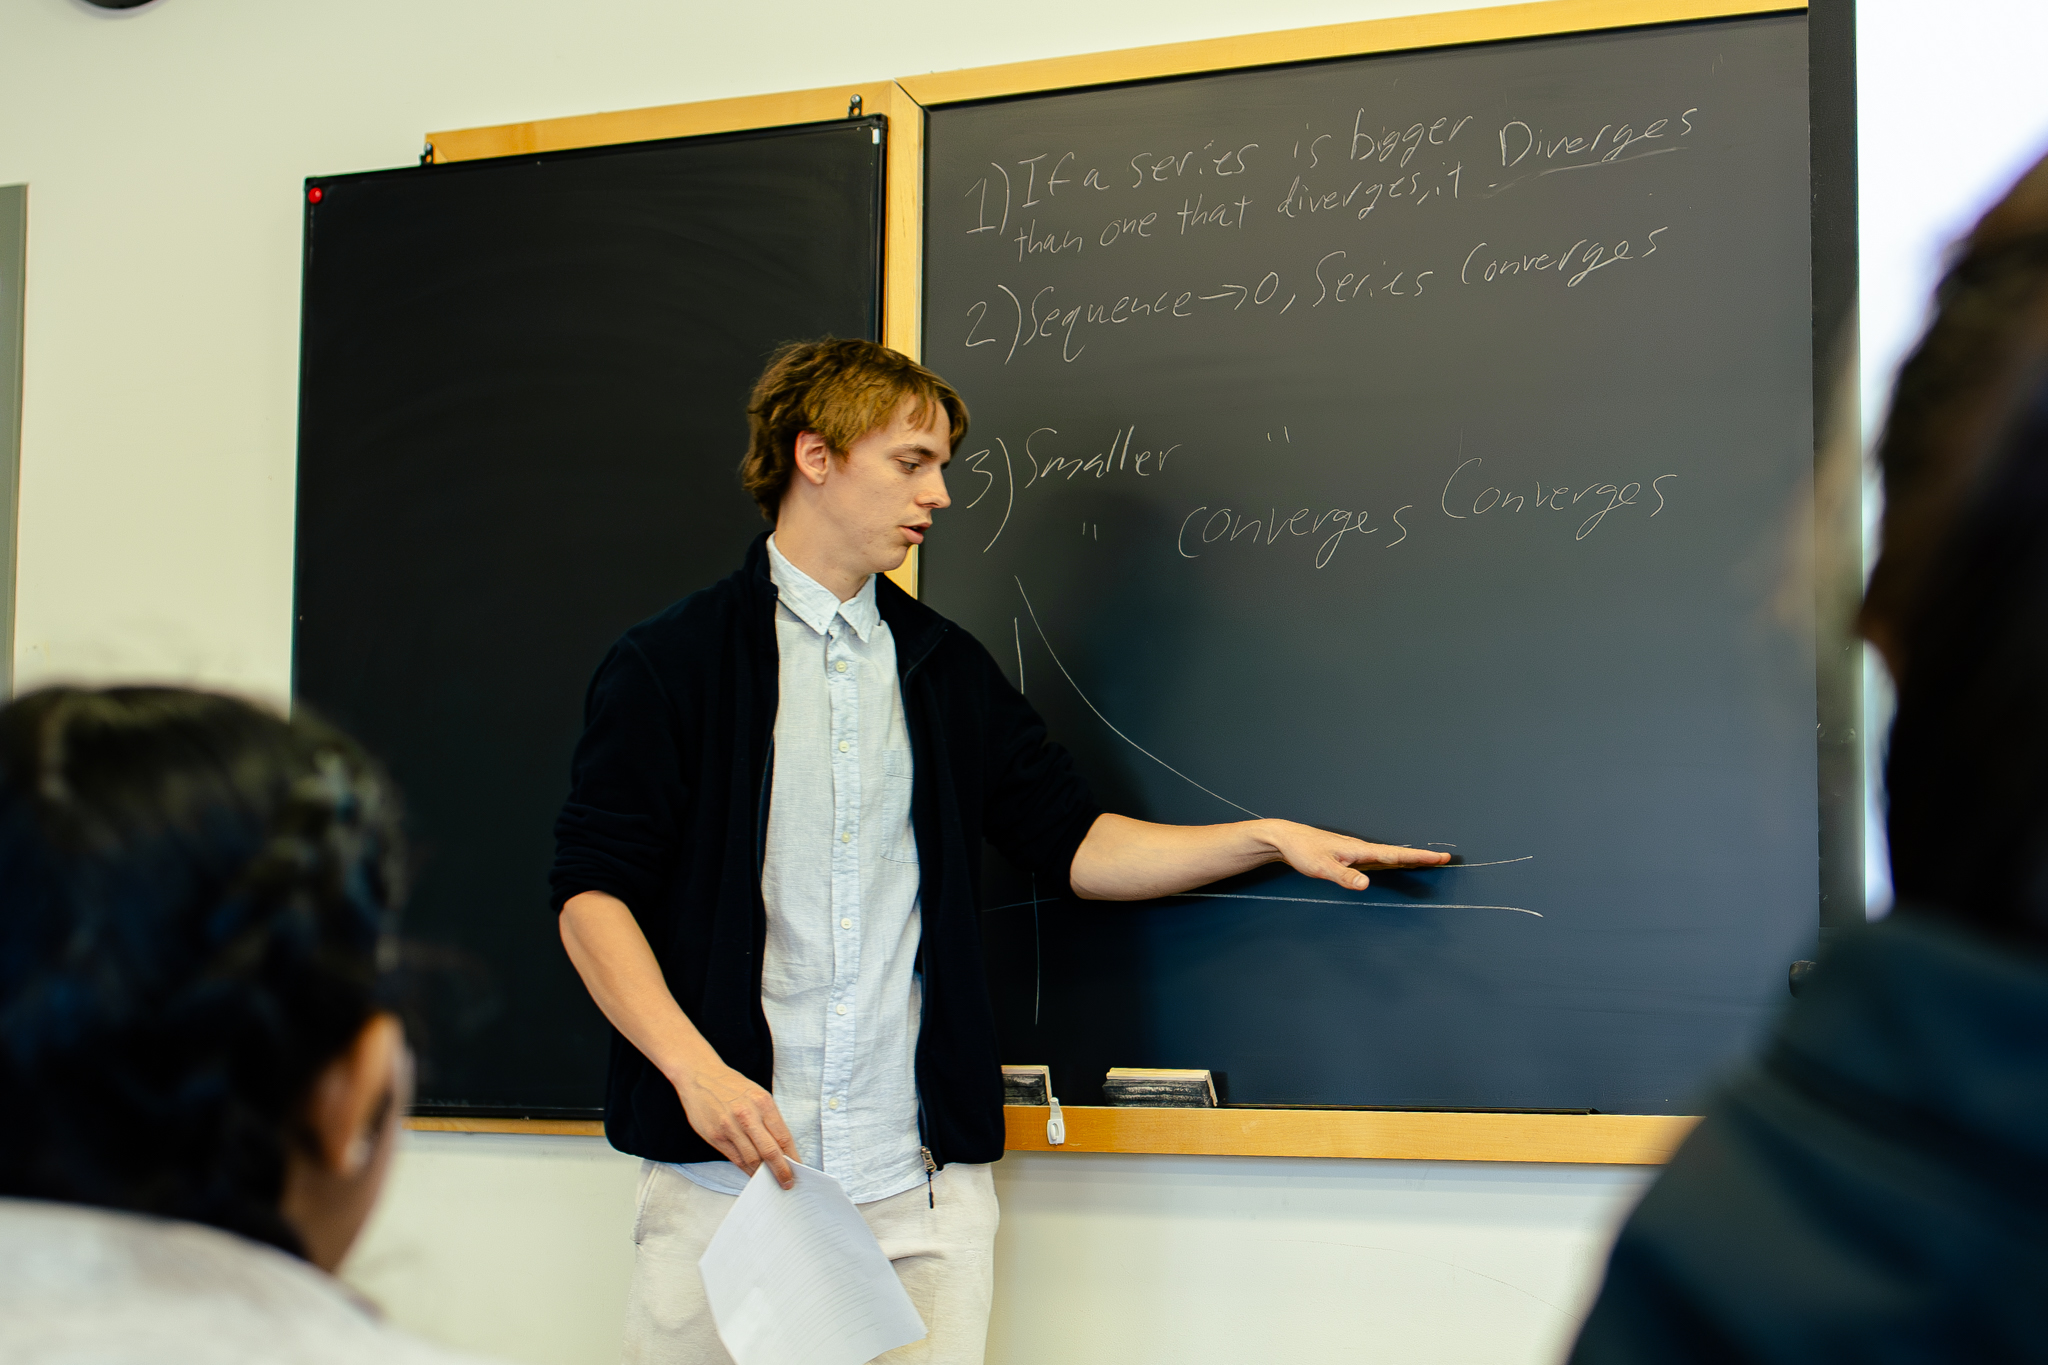 1) If a series is bigger
than one that diverges, it Diverges
2) Sequence → 0, Series Converges
3) Smaller "
" converges Converges